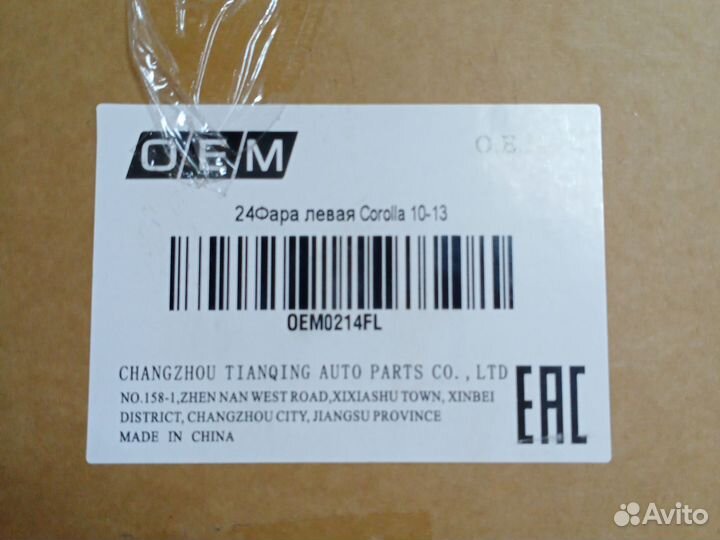 OEM
24Фара левая Corolla 10-13
OEM0214FL
CHANGZHOU TIANQING AUTO PARTS CO.,LTD
NO.158-1,ZHEN NAN WEST ROAD,XIXIASHU TOWN, XINBEI
DISTRICT, CHANGZHOU CITY, JIANGSU PROVINCE
MADE IN CHINA
EAC
Avito